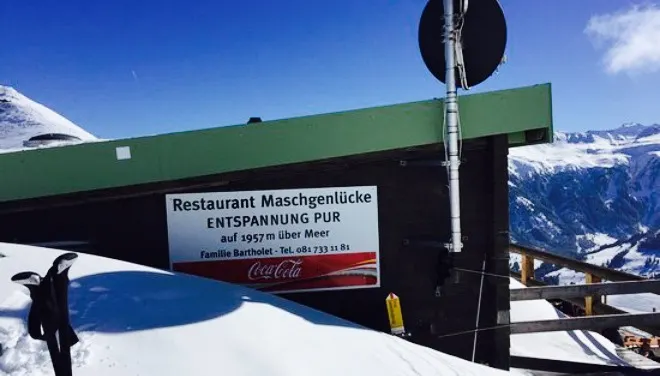 Restaurant Maschgenlücke
ENTSPANNUNG PUR
auf 1957 m über Meer
Familie Bartholet - Tel. 081 733 11 81
Coca-Cola